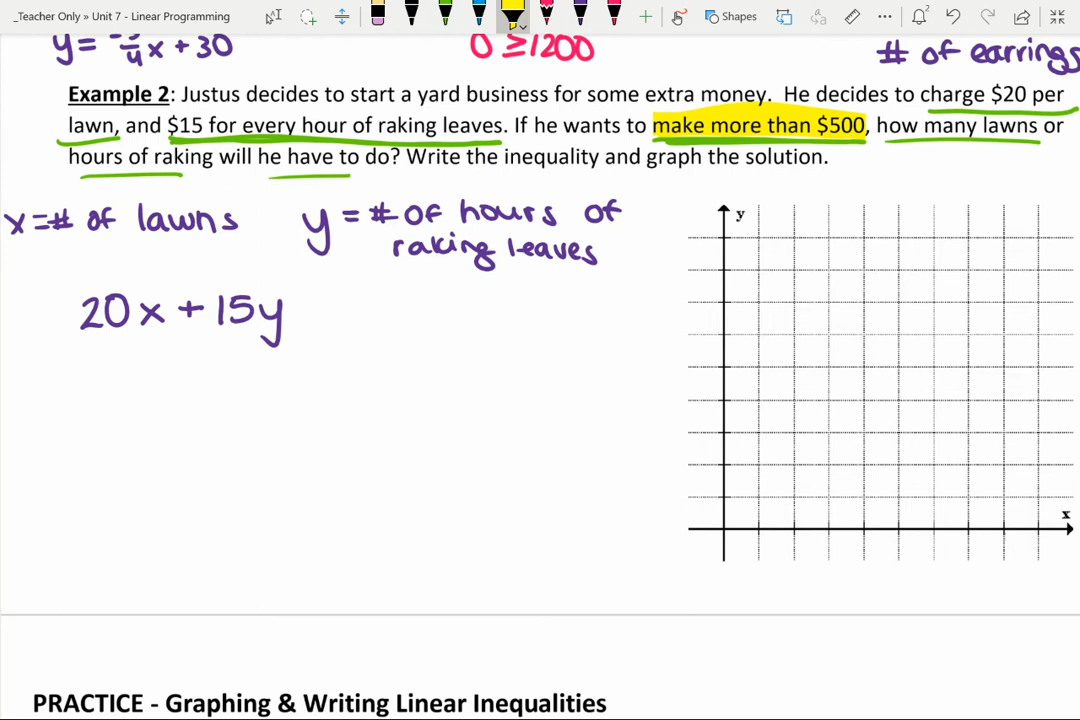 _Teacher Only » Unit 7 - Linear Programming
Shapes
2
x + 30
0 ≥ 1200
# of earrings
Example 2: Justus decides to start a yard business for some extra money. He decides to charge $20 per
lawn, and $15 for every hour of raking leaves. If he wants to make more than $500, how many lawns or
hours of raking will he have to do? Write the inequality and graph the solution.
x = # of lawns
y = # of hours of
raking leaves
20x + 15y
y
x
PRACTICE - Graphing & Writing Linear Inequalities